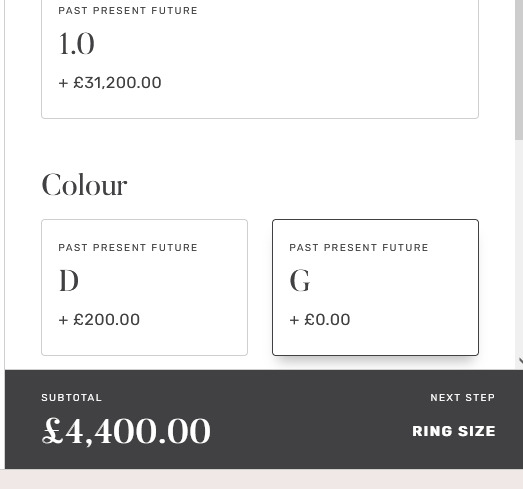 PAST PRESENT FUTURE
1.0
+ £31,200.00
Colour
PAST PRESENT FUTURE
D
+ £200.00
PAST PRESENT FUTURE
G
+ £0.00
SUBTOTAL
£4,400.00
NEXT STEP
RING SIZE